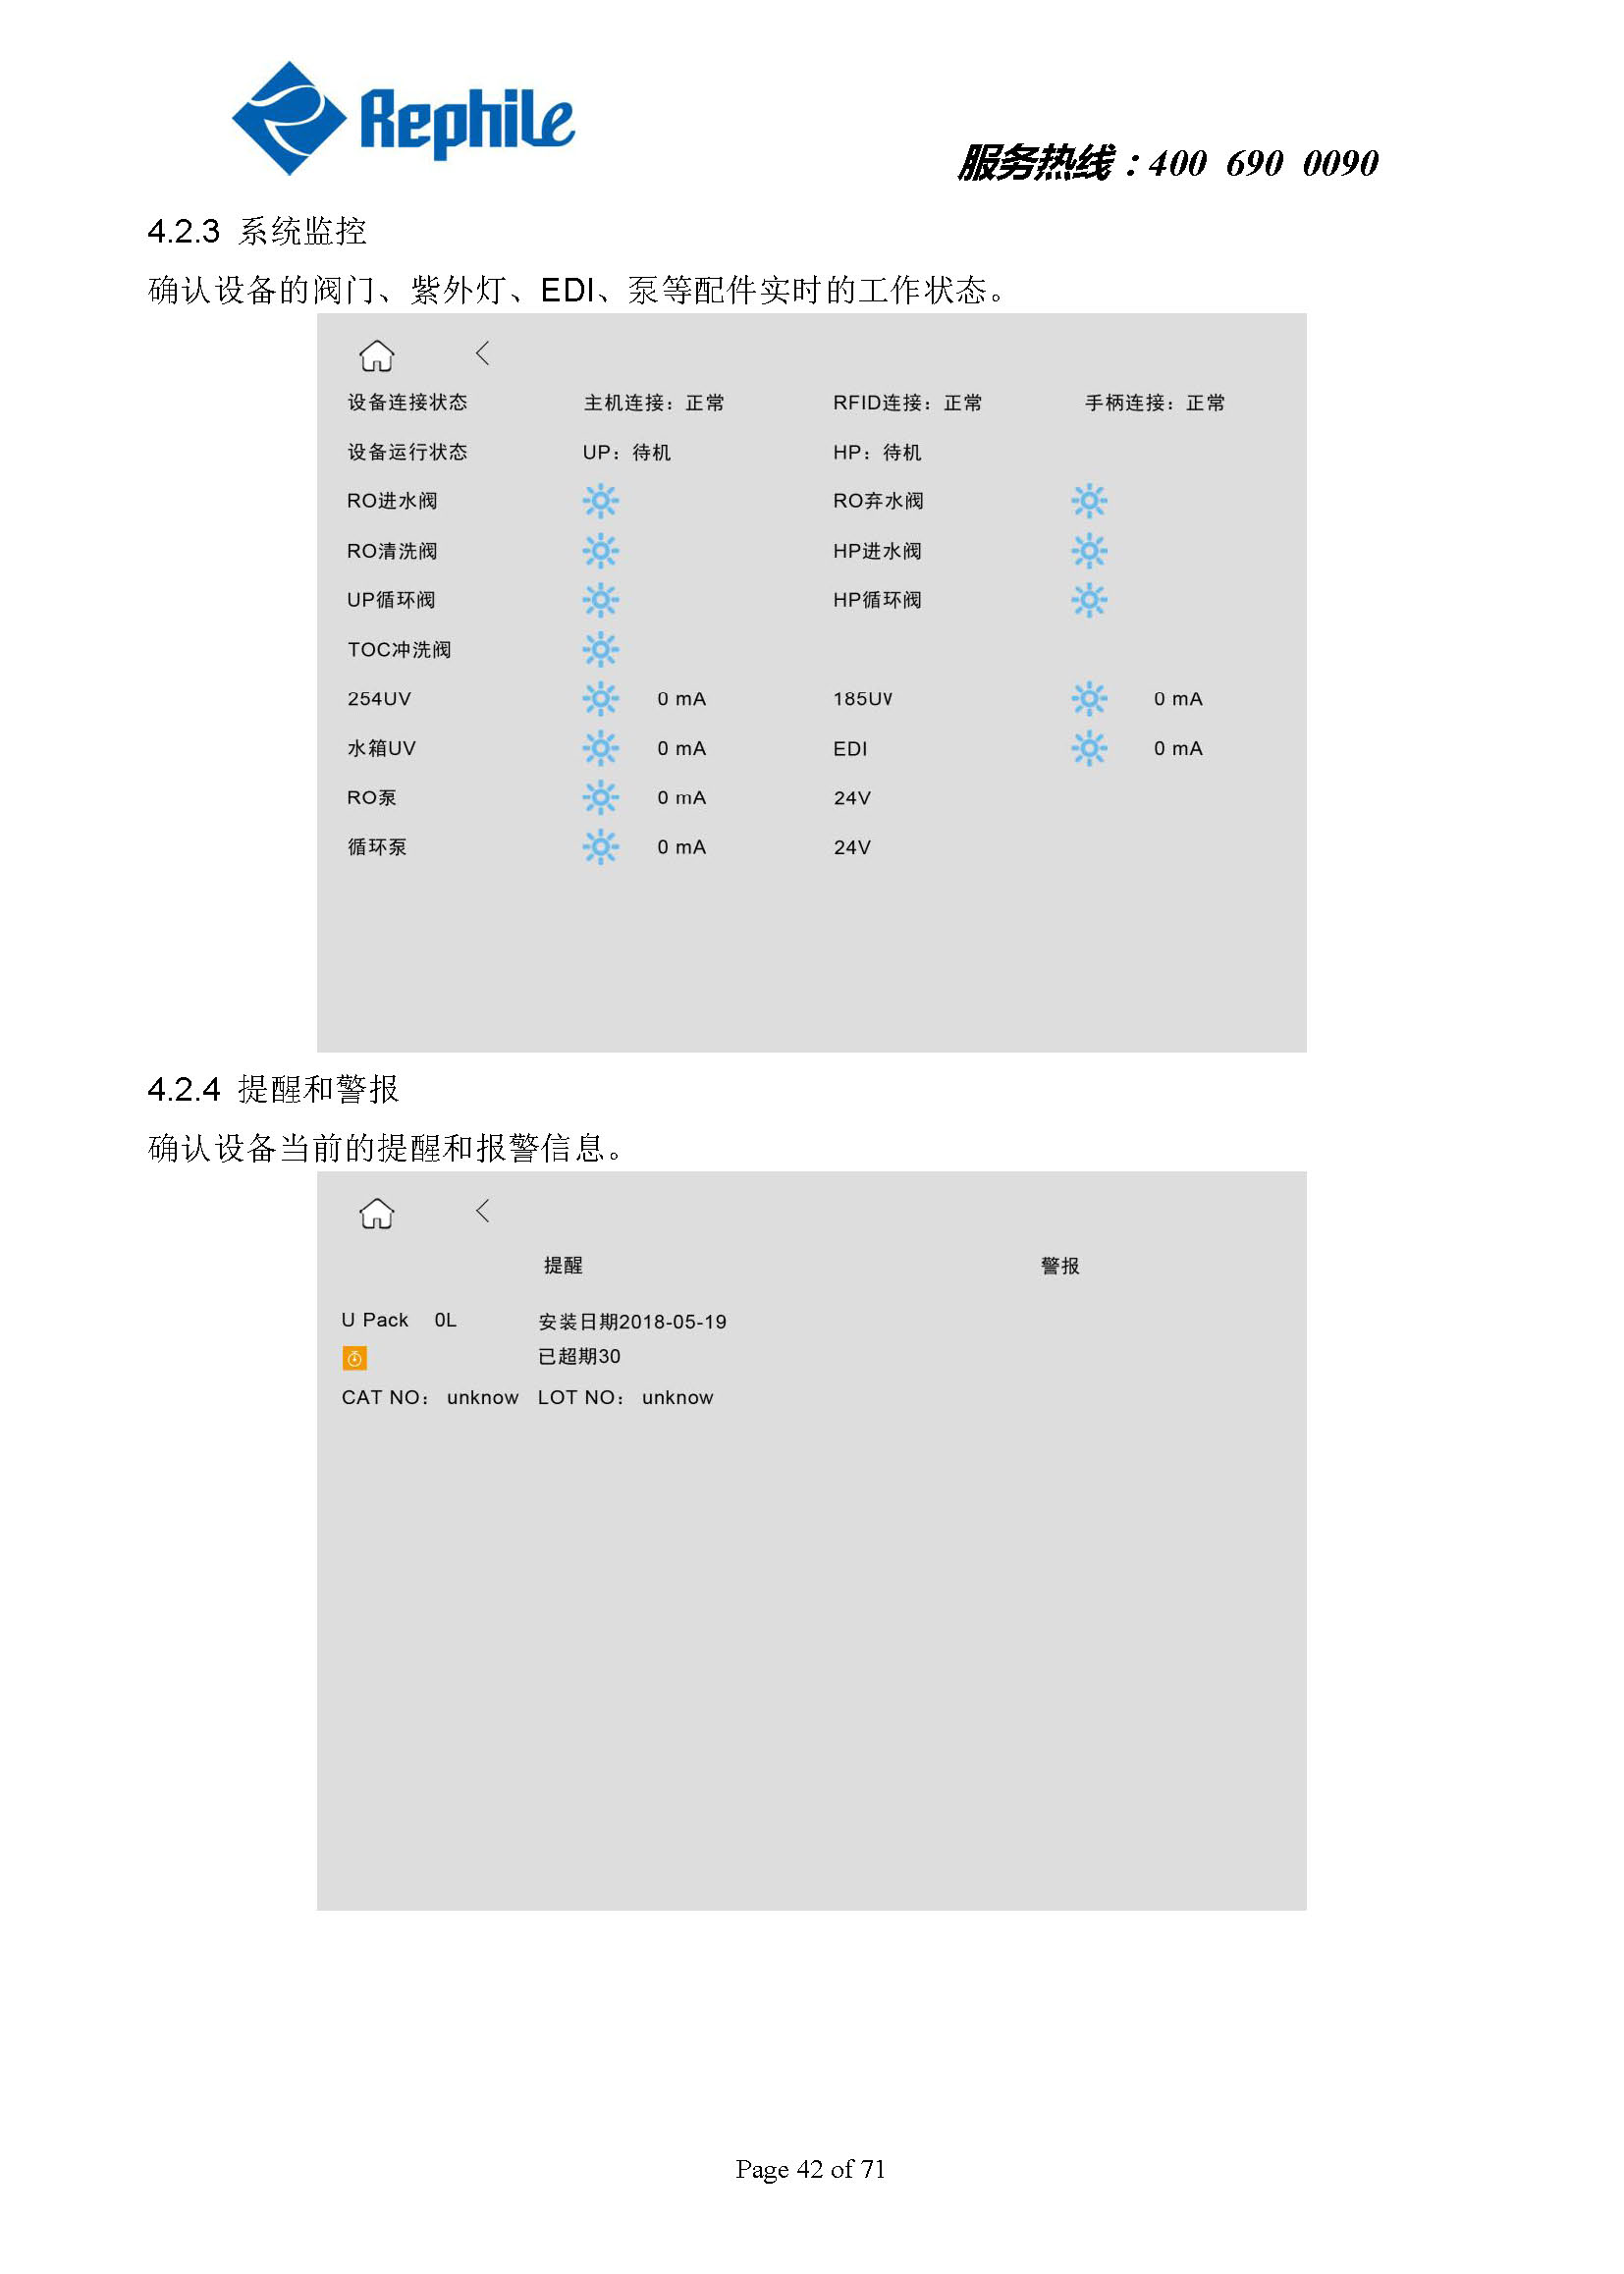 Rephile
服务热线：400 690 0090
4.2.3 系统监控
确认设备的阀门、紫外灯、EDI、泵等配件实时的工作状态。
设备连接状态 主机连接：正常 RFID连接：正常 手柄连接：正常
设备运行状态 UP：待机 HP：待机
RO进水阀 RO弃水阀
RO清洗阀 HP进水阀
UP循环阀 HP循环阀
TOC冲洗阀
254UV 0 mA 185UV 0 mA
水箱UV 0 mA EDI 0 mA
RO泵 0 mA 24V
循环泵 0 mA 24V
4.2.4 提醒和警报
确认设备当前的提醒和报警信息。
提醒 警报
U Pack 0L 安装日期2018-05-19
已超期30
CAT NO： unknow LOT NO： unknow
Page 42 of 71